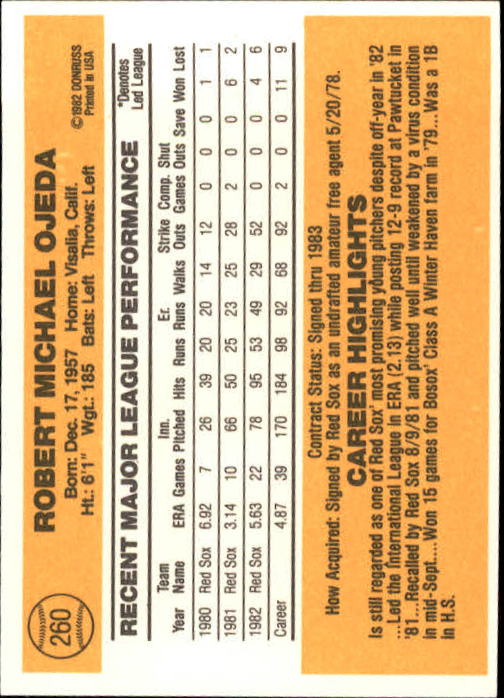 260
ROBERT MICHAEL OJEDA
Born: Dec. 17, 1957 Home: Visalia, Calif.
Ht.: 6'1" Wgt.: 185 Bats: Left Throws: Left
©1982 DONRUSS
Printed in USA
RECENT MAJOR LEAGUE PERFORMANCE
*Denotes
Led League
Team Inn. Er. Strike Comp. Shut
Year Name ERA Games Pitched Hits Runs Runs Walks Outs Games Outs Save Won Lost
1980 Red Sox 6.92 7 26 39 20 20 14 12 0 0 0 1 1
1981 Red Sox 3.14 10 66 50 25 23 25 28 2 0 0 6 2
1982 Red Sox 5.63 22 78 95 53 49 29 52 0 0 0 4 6
Career 4.87 39 170 184 98 92 68 92 2 0 0 11 9
Contract Status: Signed thru 1983
How Acquired: Signed by Red Sox as an undrafted amateur free agent 5/20/78.
CAREER HIGHLIGHTS
Is still regarded as one of Red Sox' most promising young pitchers despite off-year in '82
...Led the International League in ERA (2.13) while posting 12-9 record at Pawtucket in
'81...Recalled by Red Sox 8/9/81 and pitched well until weakened by a virus condition
in mid-Sept....Won 15 games for Bosox' Class A Winter Haven farm in '79...Was a 1B
in H.S.